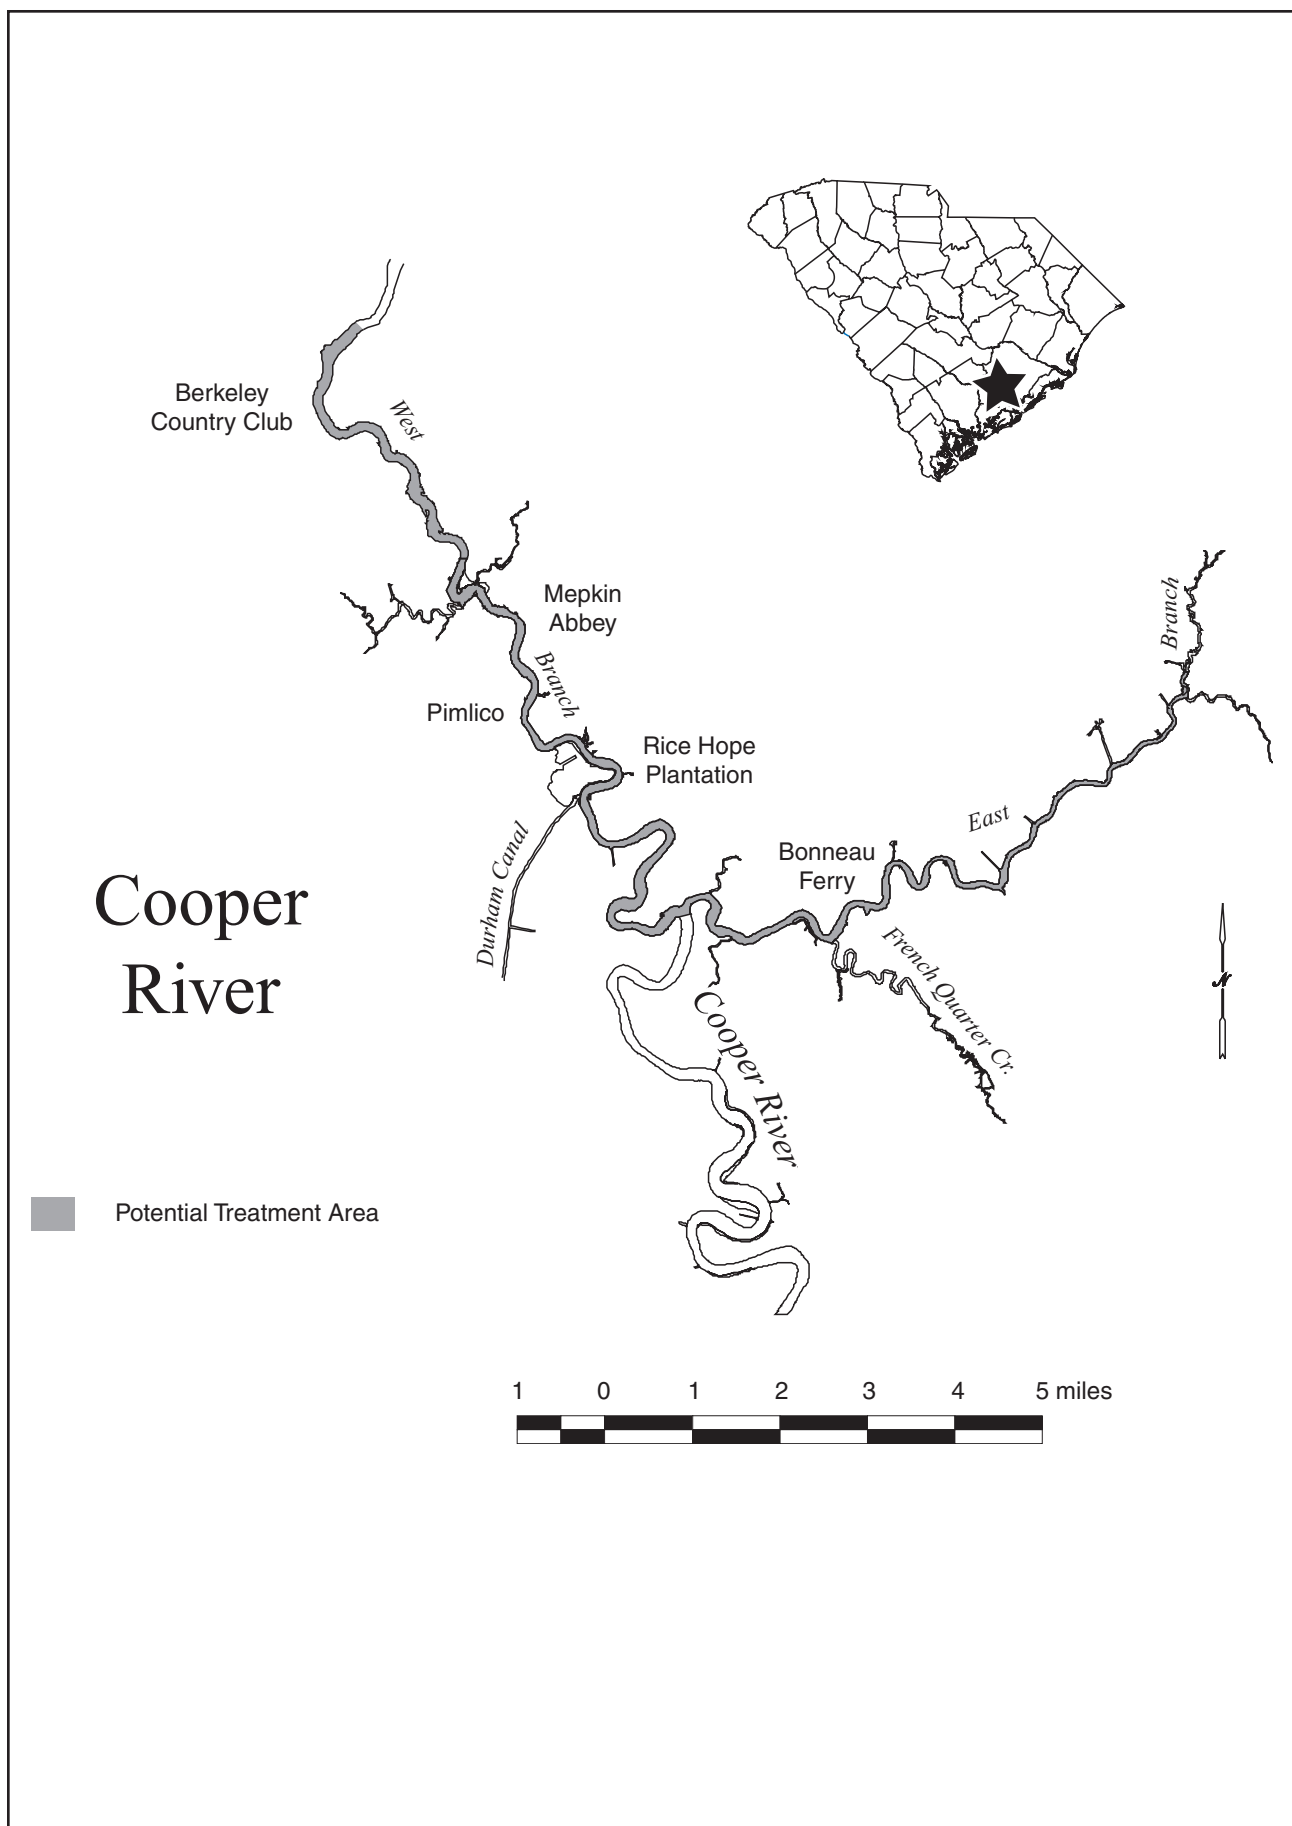 Berkeley
Country Club
West
Mepkin
Abbey
Branch
Branch
Pimlico
Rice Hope
Plantation
East
Durham Canal
Bonneau
Ferry
Cooper
River
French Quarter Cr.
N
Cooper River
Potential Treatment Area
1 0 1 2 3 4 5 miles